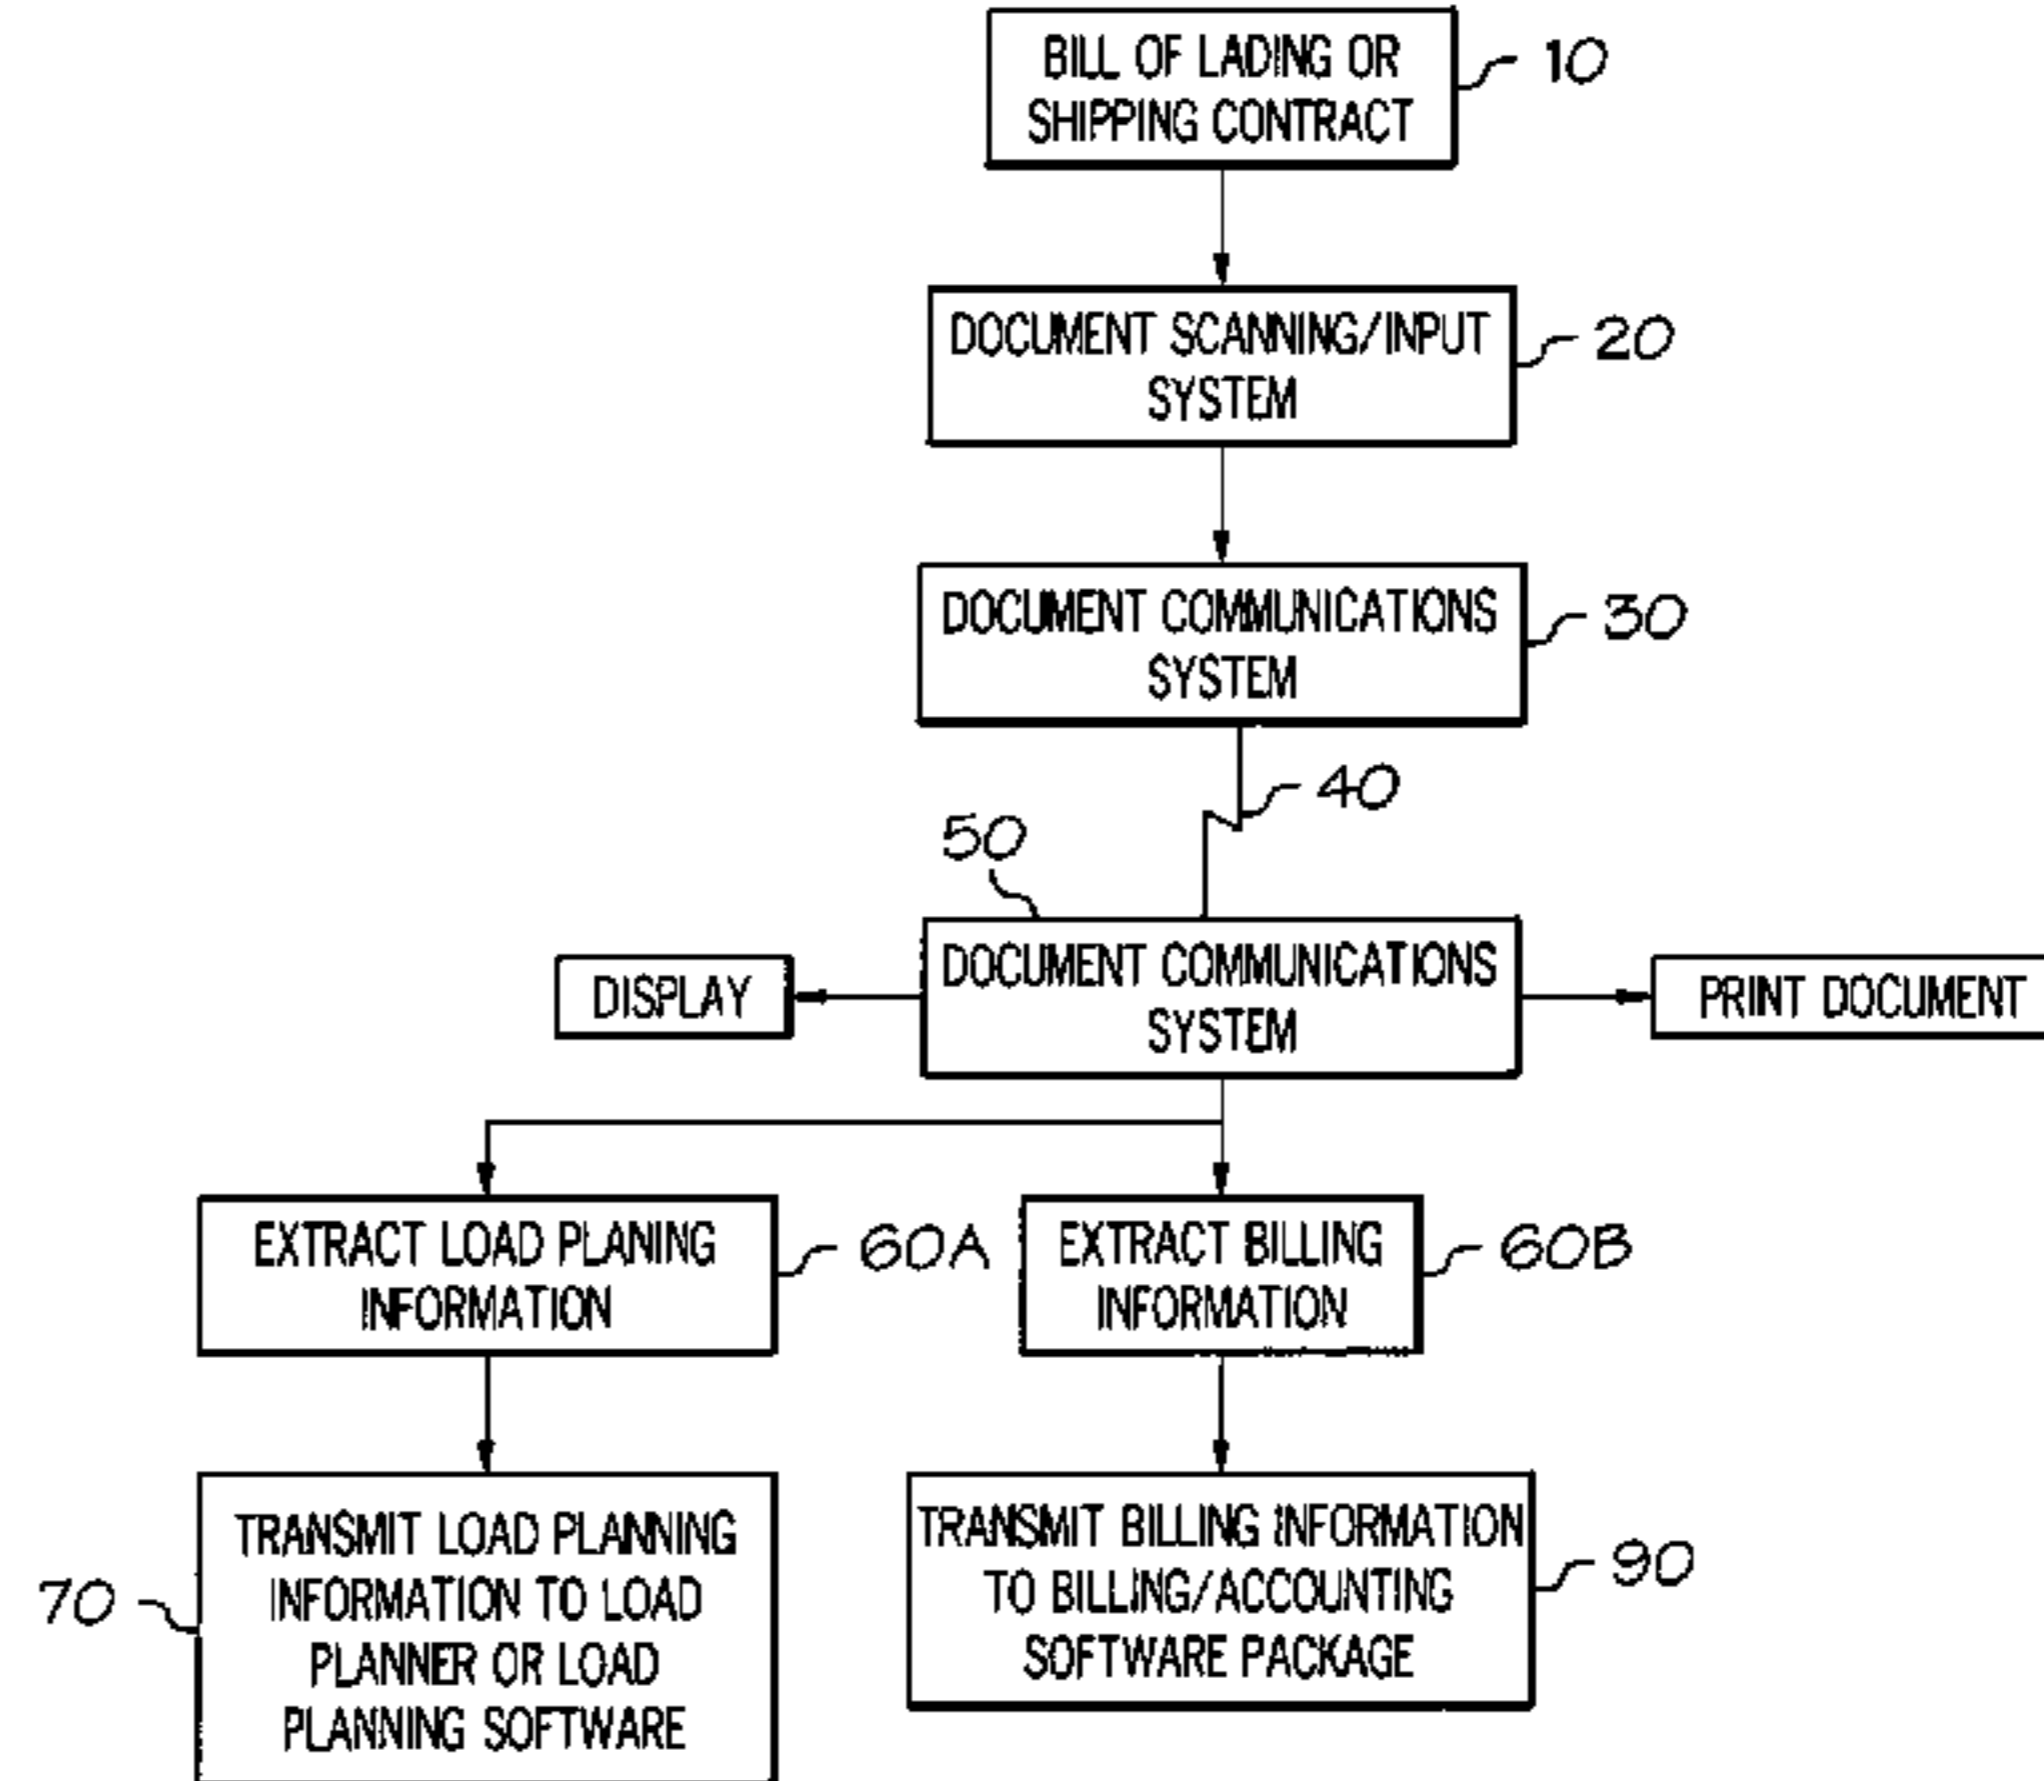 BILL OF LADING OR
SHIPPING CONTRACT
10
DOCUMENT SCANNING/INPUT
SYSTEM
20
DOCUMENT COMMUNICATIONS
SYSTEM
30
40
50
DISPLAY
DOCUMENT COMMUNICATIONS
SYSTEM
PRINT DOCUMENT
EXTRACT LOAD PLANING
INFORMATION
60A
EXTRACT BILLING
INFORMATION
60B
70
TRANSMIT LOAD PLANNING
INFORMATION TO LOAD
PLANNER OR LOAD
PLANNING SOFTWARE
TRANSMIT BILLING INFORMATION
TO BILLING/ACCOUNTING
SOFTWARE PACKAGE
90